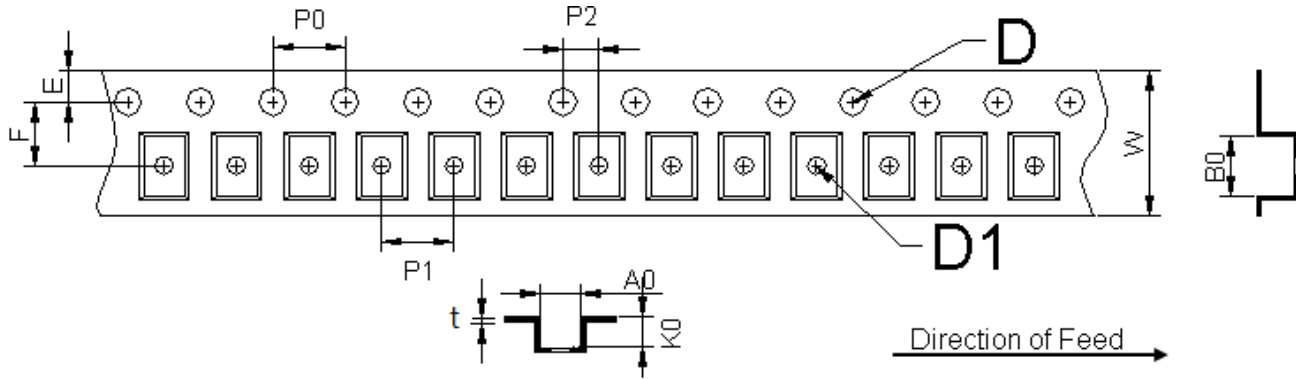 P0
P2
D
E
F
W
B0
D1
P1
A0
t
K0
Direction of Feed